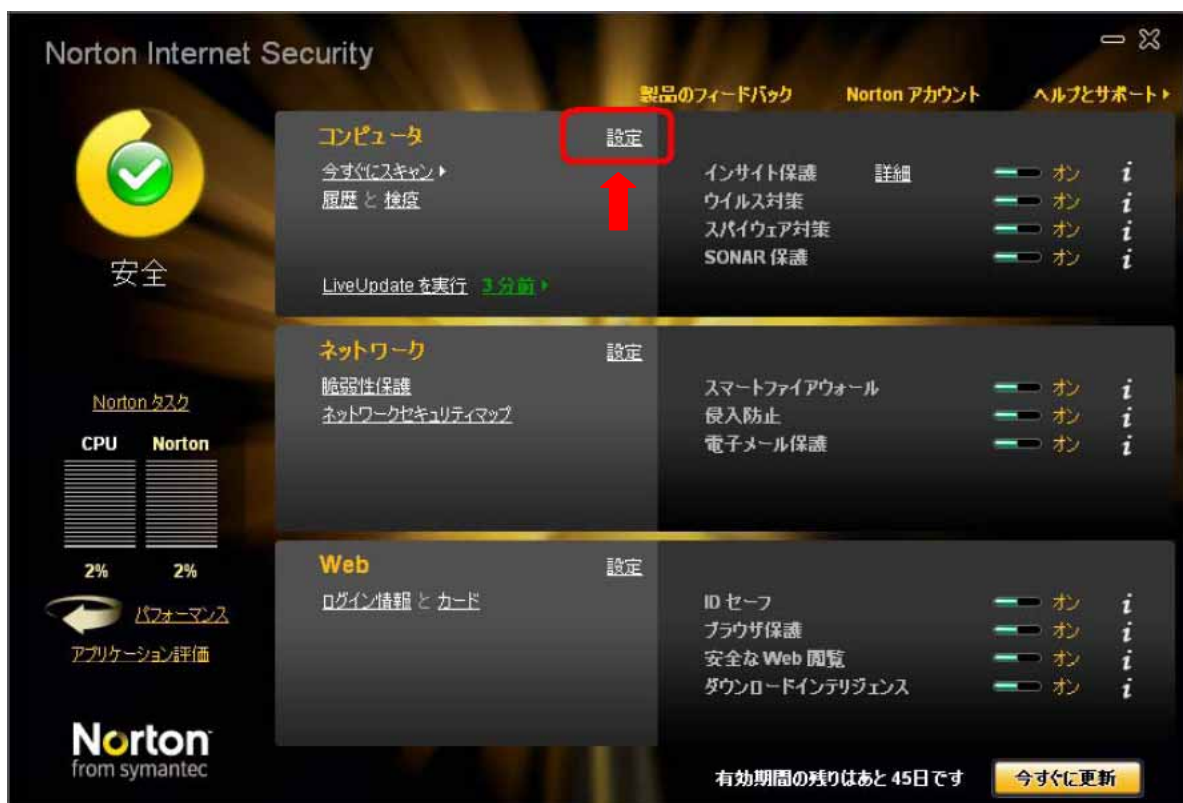 Norton Internet Security
製品のフィードバック Norton アカウント ヘルプとサポート
コンピュータ 設定
今すぐにスキャン
履歴 と 検疫
LiveUpdate を実行 3 分前
インサイト保護 詳細 オン i
ウイルス対策 オン i
スパイウェア対策 オン i
SONAR 保護 オン i
安全
ネットワーク 設定
脆弱性保護
ネットワークセキュリティマップ
スマートファイアウォール オン i
侵入防止 オン i
電子メール保護 オン i
Norton タスク
CPU Norton
2% 2%
パフォーマンス
アプリケーション評価
Web 設定
ログイン情報 と カード
ID セーフ オン i
ブラウザ保護 オン i
安全な Web 閲覧 オン i
ダウンロードインテリジェンス オン i
Norton
from symantec
有効期間の残りはあと 45日です 今すぐに更新